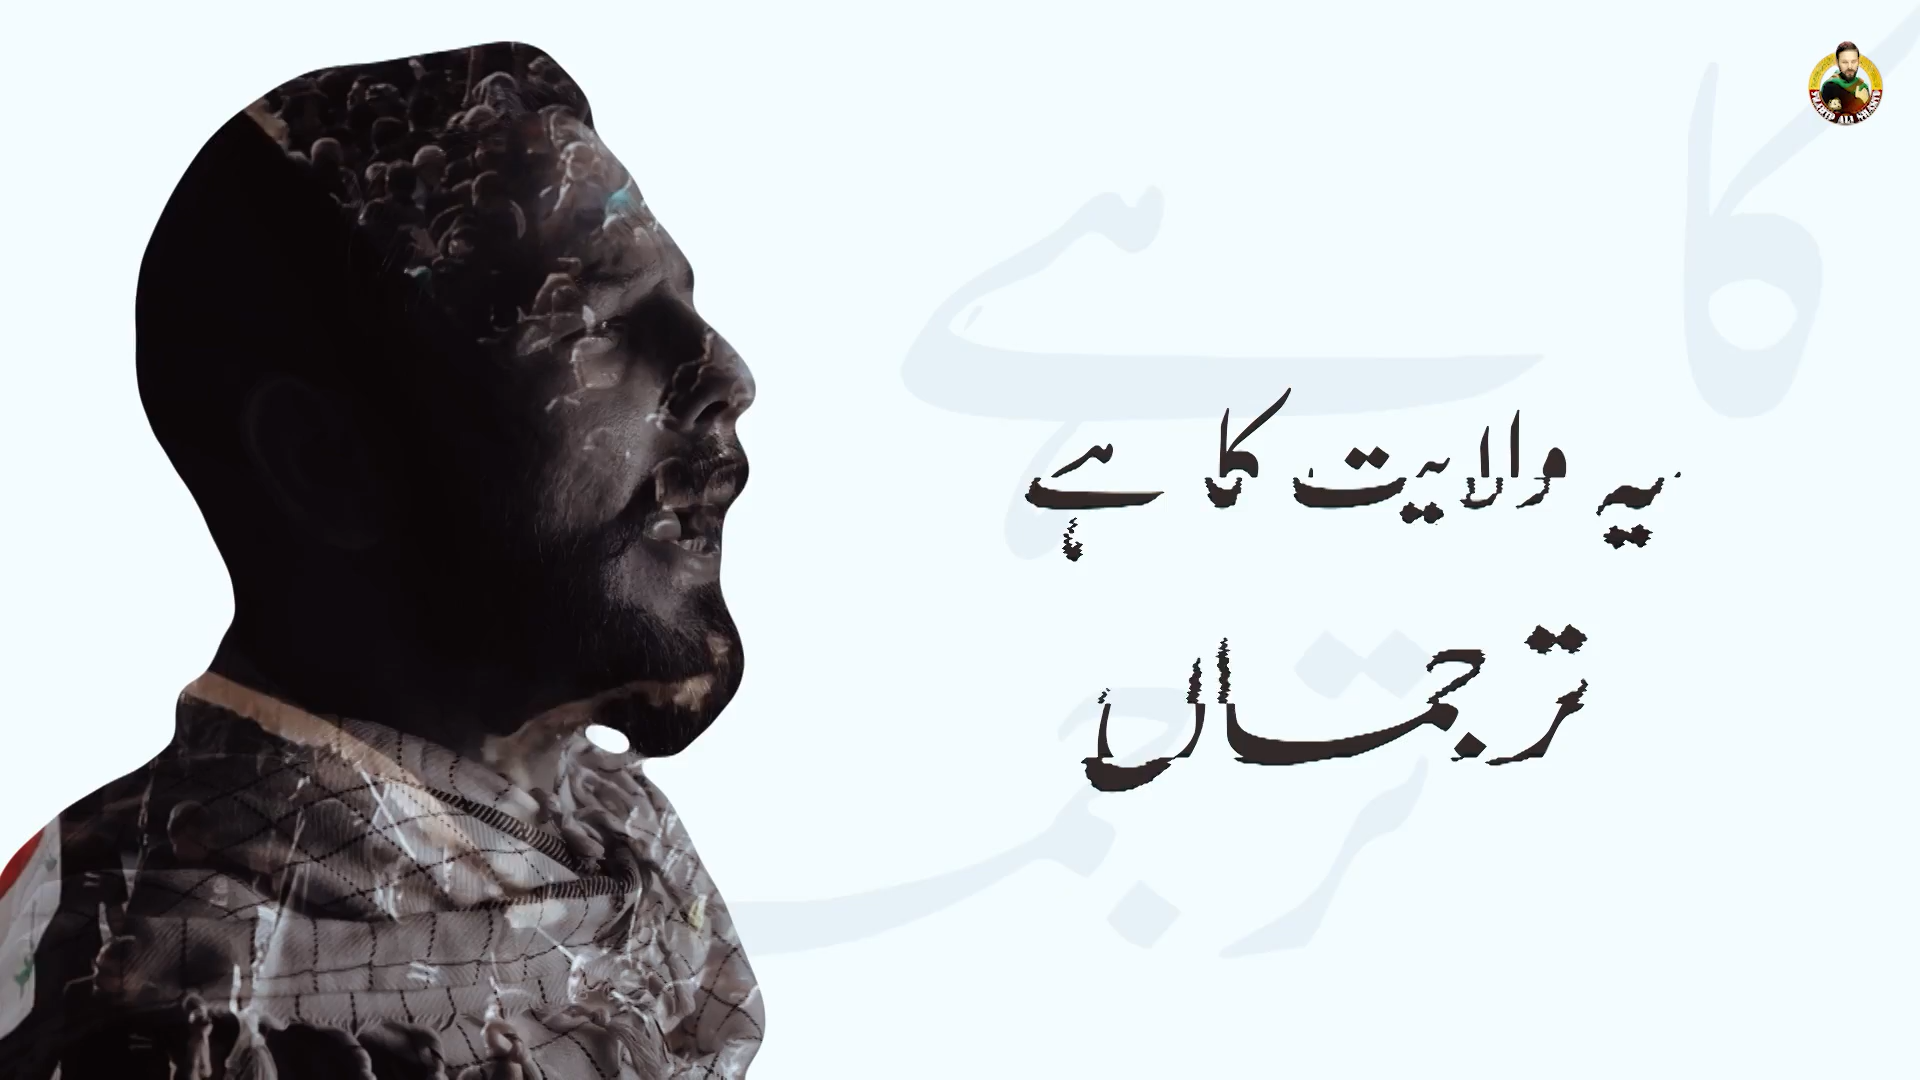 یہ ولایت کا ہے
ترجماں